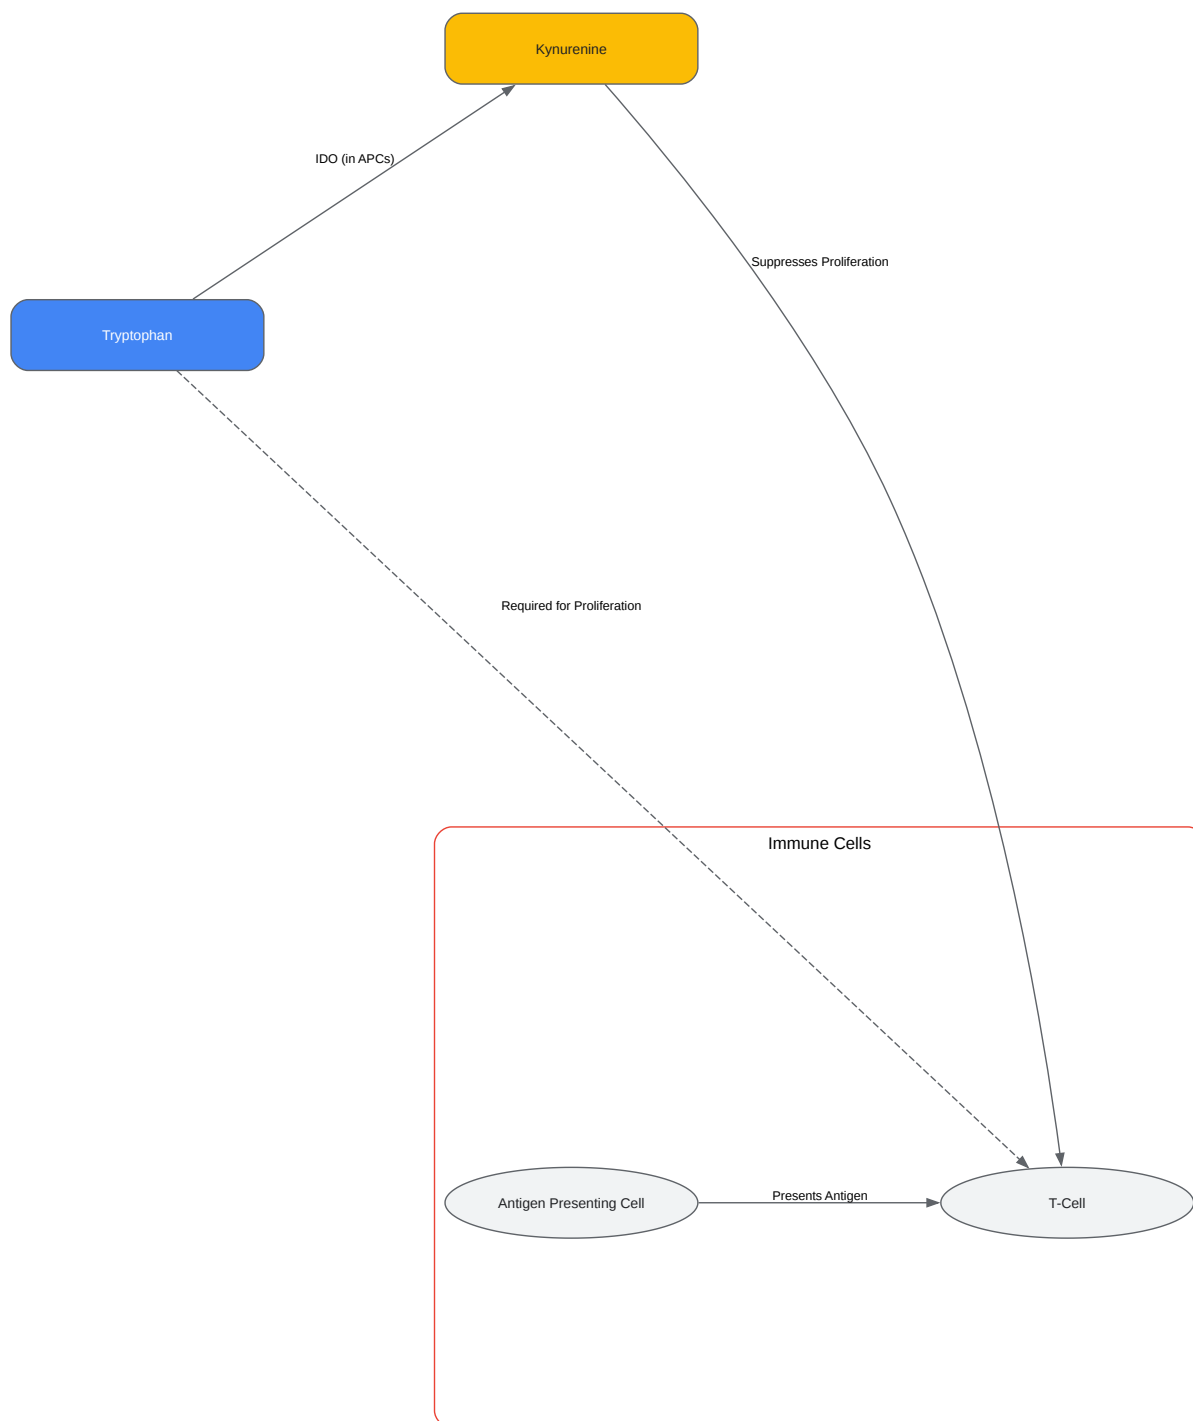 Kynurenine
IDO (in APCs)
Suppresses Proliferation
Tryptophan
Required for Proliferation
Immune Cells
Antigen Presenting Cell
Presents Antigen
T-Cell